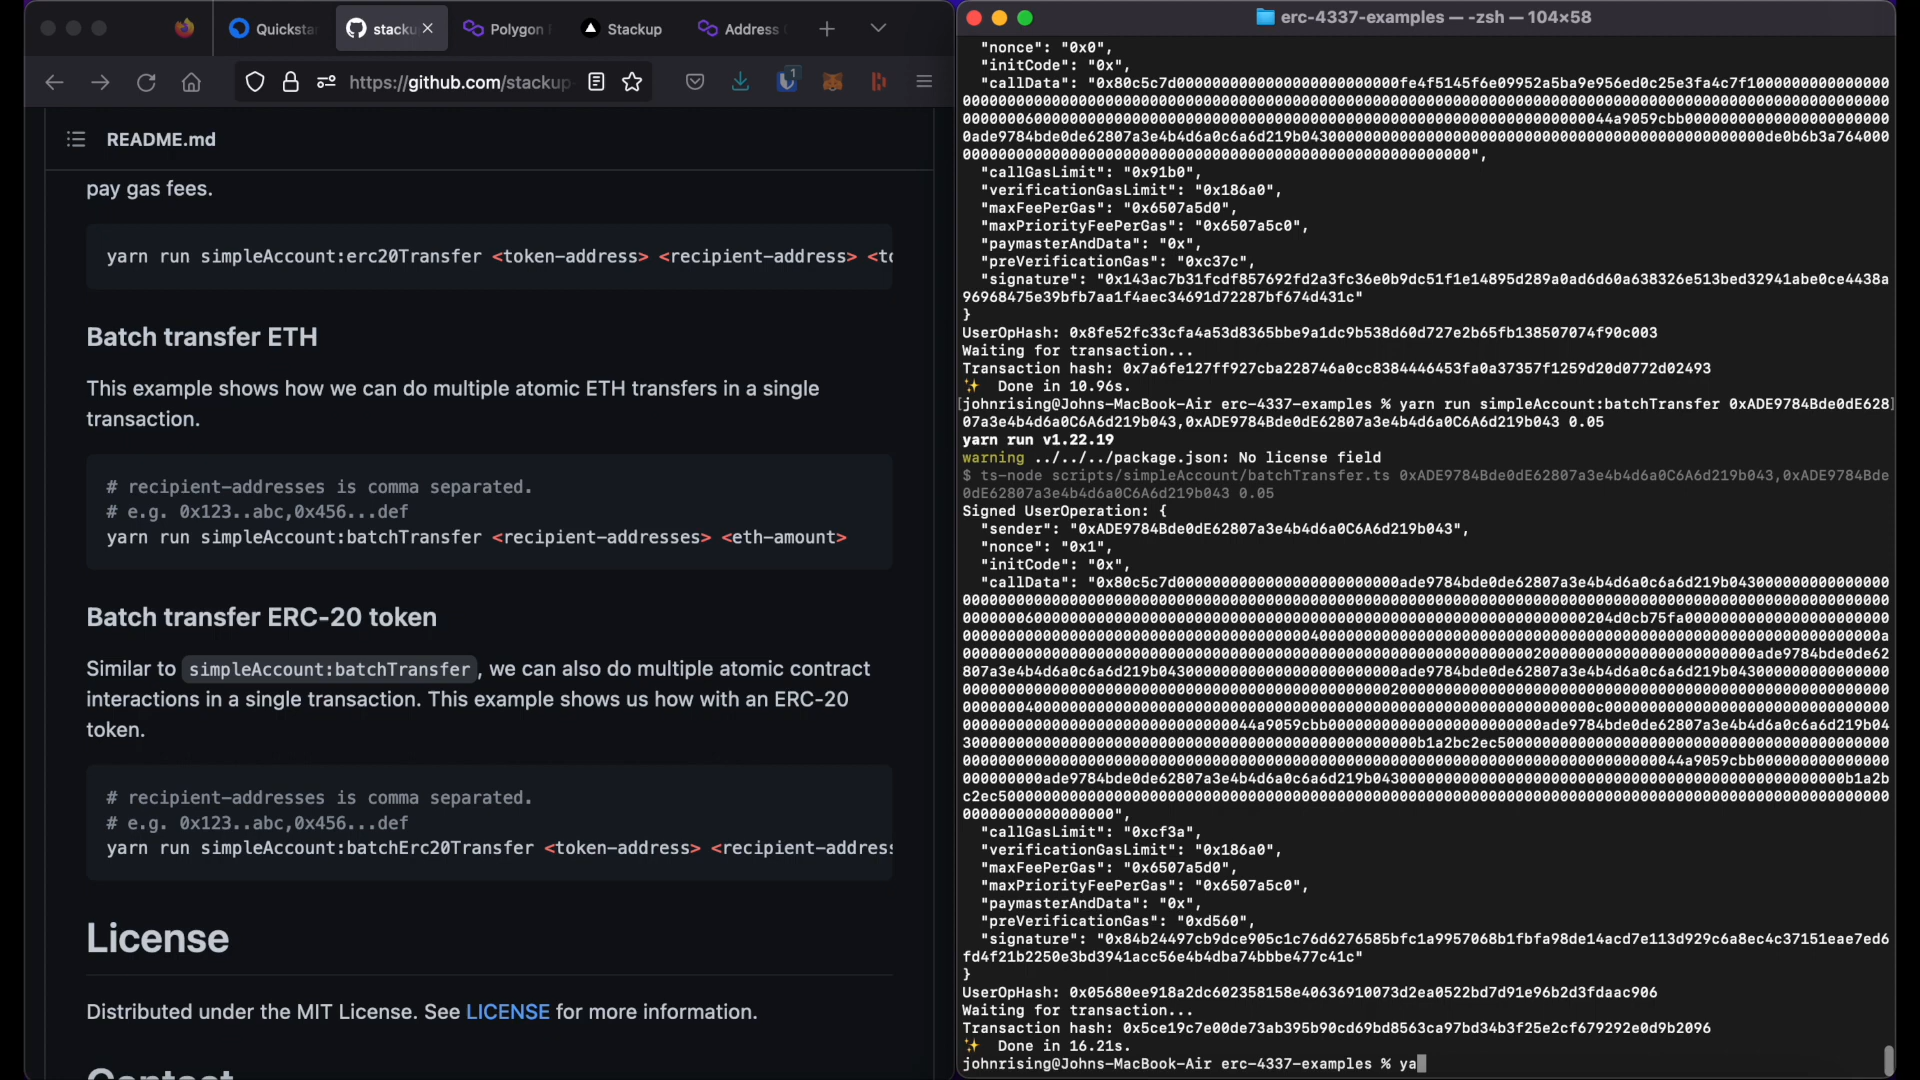 Quicksta
stacku
Polygon
Stackup
Address
https://github.com/stackup-
README.md
pay gas fees.
yarn run simpleAccount:erc20Transfer <token-address> <recipient-address> <to
Batch transfer ETH
This example shows how we can do multiple atomic ETH transfers in a single
transaction.
# recipient-addresses is comma separated.
# e.g. 0x123..abc,0x456...def
yarn run simpleAccount:batchTransfer <recipient-addresses> <eth-amount>
Batch transfer ERC-20 token
Similar to simpleAccount:batchTransfer, we can also do multiple atomic contract
interactions in a single transaction. This example shows us how with an ERC-20
token.
# recipient-addresses is comma separated.
# e.g. 0x123..abc,0x456...def
yarn run simpleAccount:batchErc20Transfer <token-address> <recipient-address
License
Distributed under the MIT License. See LICENSE for more information.
erc-4337-examples — -zsh — 104×58
"nonce": "0x0",
"initCode": "0x",
"callData":
"callGasLimit": "0x91b0",
"verificationGasLimit": "0x186a0",
"maxFeePerGas": "0x6507a5d0",
"maxPriorityFeePerGas": "0x6507a5c0",
"paymasterAndData": "0x",
"preVerificationGas": "0xc37c",
"signature": "0x143ac7b31fcdf857692fd2a3fc36e0b9dc51f1e14895d289a0ad6d60a638326e513bed32941abe0ce4438a
96968475e39bfb7aa1f4aec34691d72287bf674d431c"
}
UserOpHash: 0x8fe52fc33cfa4a53d8365bbe9a1dc9b538d60d727e2b65fb138507074f90c003
Waiting for transaction...
Transaction hash: 0x7a6fe127ff927cba228746a0cc8384446453fa0a37357f1259d20d0772d02493
✨ Done in 10.96s.
johnrising@Johns-MacBook-Air erc-4337-examples % yarn run simpleAccount:batchTransfer 0xADE9784Bde0dE628
07a3e4b4d6a0C6A6d219b043,0xADE9784Bde0dE62807a3e4b4d6a0C6A6d219b043 0.05
yarn run v1.22.19
warning ../../../package.json: No license field
$ ts-node scripts/simpleAccount/batchTransfer.ts 0xADE9784Bde0dE62807a3e4b4d6a0C6A6d219b043,0xADE9784Bde
0dE62807a3e4b4d6a0C6A6d219b043 0.05
Signed UserOperation: {
"sender": "0xADE9784Bde0dE62807a3e4b4d6a0C6A6d219b043",
"nonce": "0x1",
"initCode": "0x",
"callData":
"callGasLimit": "0xcf3a",
"verificationGasLimit": "0x186a0",
"maxFeePerGas": "0x6507a5d0",
"maxPriorityFeePerGas": "0x6507a5c0",
"paymasterAndData": "0x",
"preVerificationGas": "0xd560",
"signature": "0x84b24497cb9dce905c1c76d6276585bfc1a9957068b1fbfa98de14acd7e113d929c6a8ec4c37151eae7ed6
fd4f21b2250e3bd3941acc56e4b4dba74bbbe477c41c"
}
UserOpHash: 0x05680ee918a2dc602358158e40636910073d2ea0522bd7d91e96b2d3fdaac906
Waiting for transaction...
Transaction hash: 0x5ce19c7e00de73ab395b90cd69bd8563ca97bd34b3f25e2cf679292e0d9b2096
✨ Done in 16.21s.
johnrising@Johns-MacBook-Air erc-4337-examples % ya